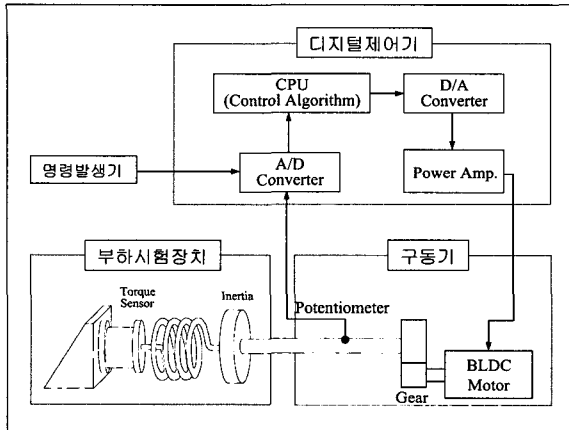 디지털제어기
CPU
(Control Algorithm)
D/A
Converter
명령발생기
A/D
Converter
Power Amp.
부하시험장치
구동기
Torque
Sensor
Inertia
Potentiometer
BLDC
Motor
Gear